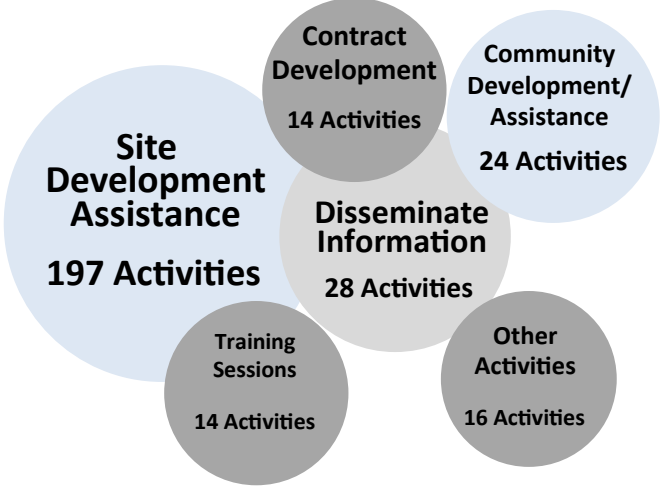 Contract
Development
14 Activities
Community
Development/
Assistance
24 Activities
Site
Development
Assistance
197 Activities
Disseminate
Information
28 Activities
Training
Sessions
14 Activities
Other
Activities
16 Activities